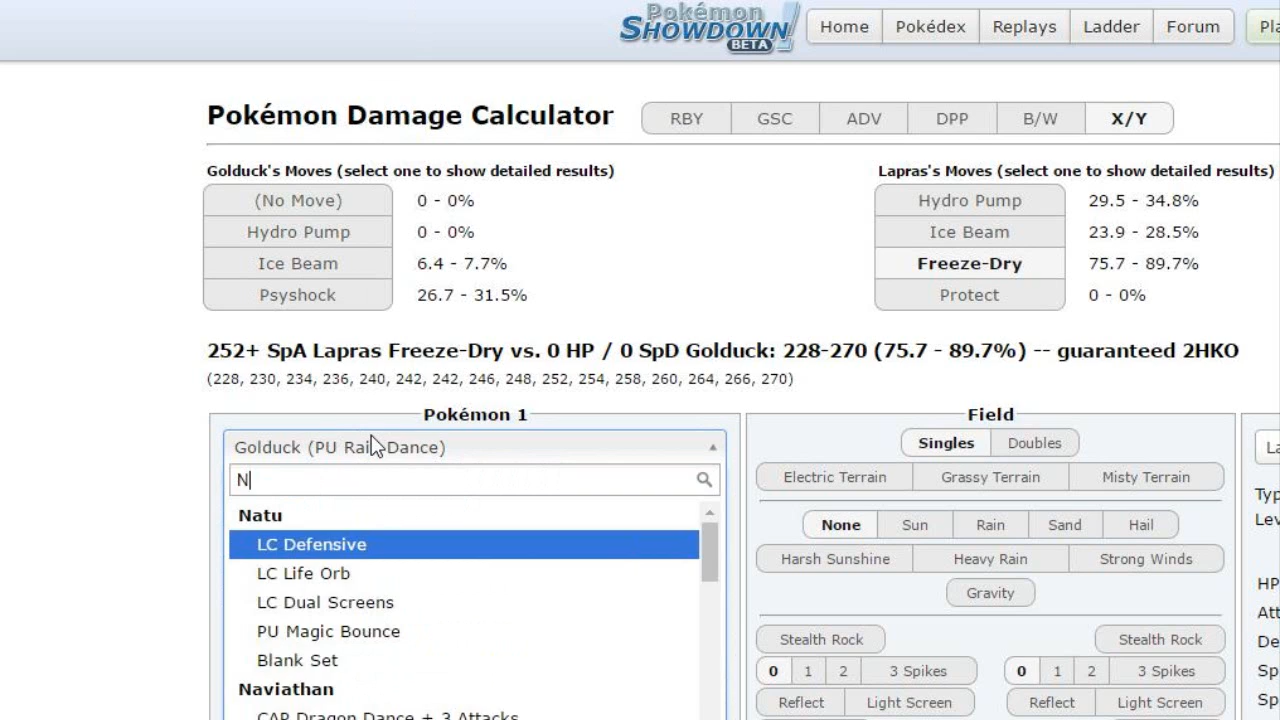 Pokémon
SHOWDOWN!
BETA
Home Pokédex Replays Ladder Forum
Pokémon Damage Calculator RBY GSC ADV DPP B/W X/Y
Golduck's Moves (select one to show detailed results) Lapras's Moves (select one to show detailed results)
(No Move) 0 - 0% Hydro Pump 29.5 - 34.8%
Hydro Pump 0 - 0% Ice Beam 23.9 - 28.5%
Ice Beam 6.4 - 7.7% Freeze-Dry 75.7 - 89.7%
Psyshock 26.7 - 31.5% Protect 0 - 0%
252+ SpA Lapras Freeze-Dry vs. 0 HP / 0 SpD Golduck: 228-270 (75.7 - 89.7%) -- guaranteed 2HKO
(228, 230, 234, 236, 240, 242, 242, 246, 248, 252, 254, 258, 260, 264, 266, 270)
Pokémon 1 Field
Golduck (PU Rain Dance) Singles Doubles
N Electric Terrain Grassy Terrain Misty Terrain
Natu None Sun Rain Sand Hail
LC Defensive Harsh Sunshine Heavy Rain Strong Winds
LC Life Orb Gravity HP
LC Dual Screens
PU Magic Bounce Stealth Rock Stealth Rock
Blank Set 0 1 2 3 Spikes 0 1 2 3 Spikes
Naviathan Reflect Light Screen Reflect Light Screen
CAP Dragon Dance + 3 Attacks